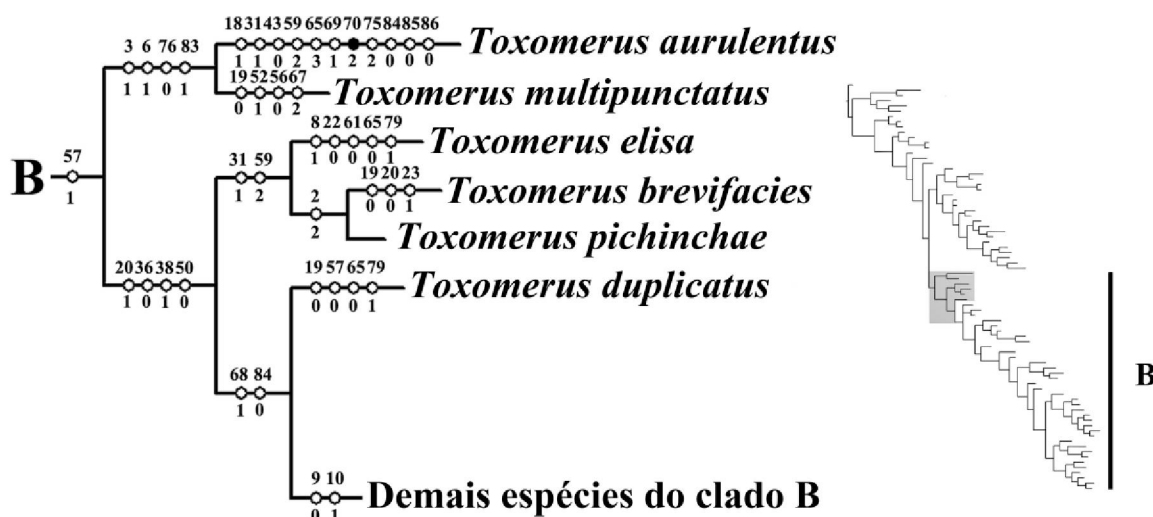 18 31 43 59 65 69 70 75 84 85 86
1 1 0 2 3 1 2 2 0 0 0
Toxomerus aurulentus
3 6 76 83
1 1 0 1
19 52 56 67
0 1 0 2
Toxomerus multipunctatus
8 22 61 65 79
1 0 0 0 1
Toxomerus elisa
B
57
1
31 59
1 2
19 20 23
0 0 1
Toxomerus brevifacies
2
2
Toxomerus pichinchae
20 36 38 50
1 0 1 0
19 57 65 79
0 0 0 1
Toxomerus duplicatus
68 84
1 0
9 10
0 1
Demais espécies do clado B
B